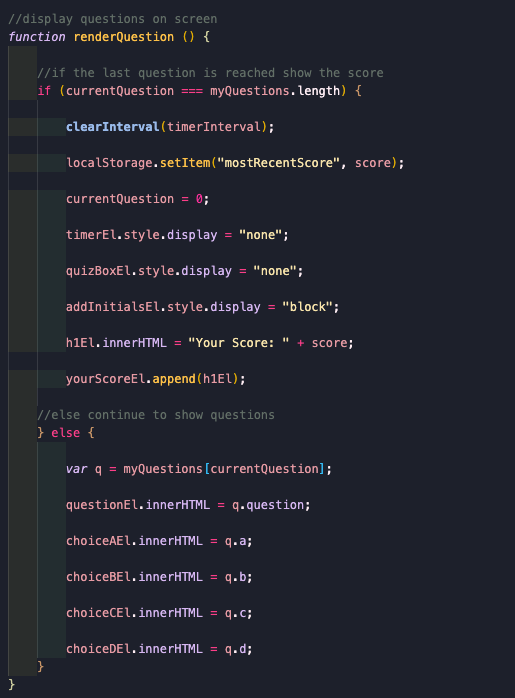 //display questions on screen
function renderQuestion () {
//if the last question is reached show the score
if (currentQuestion === myQuestions.length) {
clearInterval(timerInterval);
localStorage.setItem("mostRecentScore", score);
currentQuestion = 0;
timerEl.style.display = "none";
quizBoxEl.style.display = "none";
addInitialsEl.style.display = "block";
h1El.innerHTML = "Your Score: " + score;
yourScoreEl.append(h1El);
//else continue to show questions
} else {
var q = myQuestions[currentQuestion];
questionEl.innerHTML = q.question;
choiceAEl.innerHTML = q.a;
choiceBEl.innerHTML = q.b;
choiceCEl.innerHTML = q.c;
choiceDEl.innerHTML = q.d;
}
}